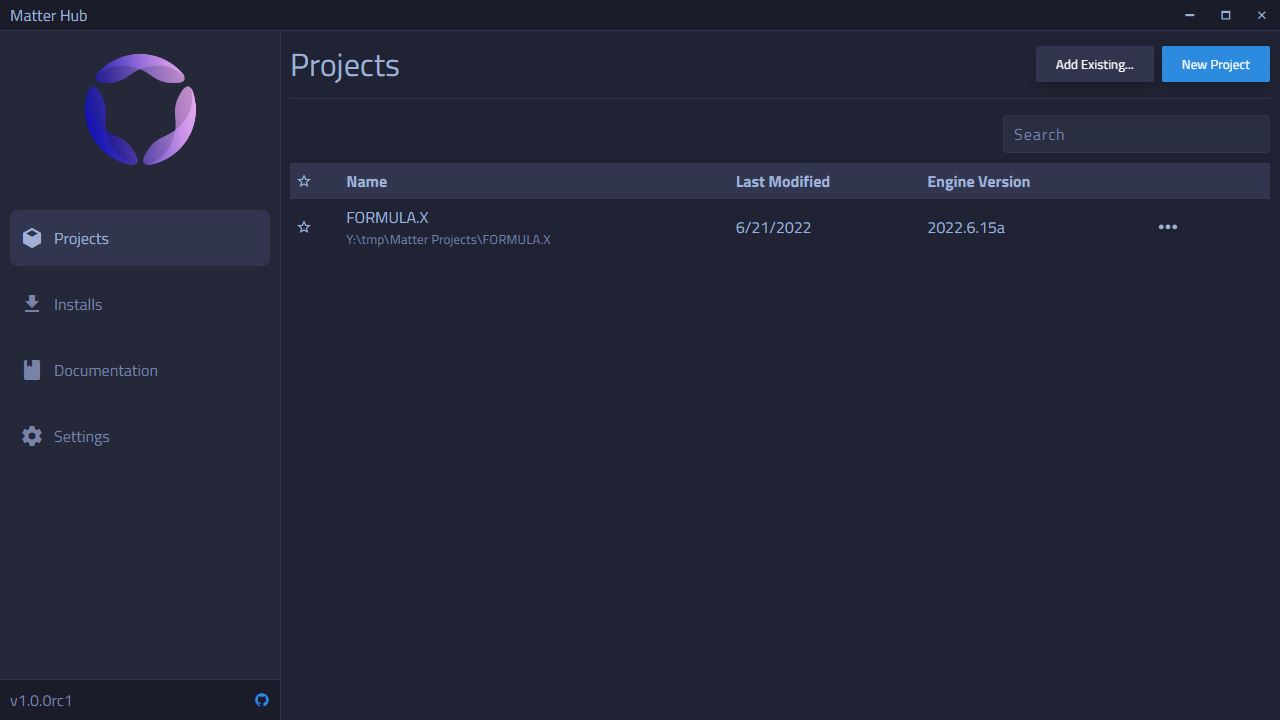 Matter Hub
Projects
Add Existing...
New Project
Search
Name Last Modified Engine Version
FORMULA.X
Y:\tmp\Matter Projects\FORMULA.X
6/21/2022 2022.6.15a
Projects
Installs
Documentation
Settings
v1.0.0rc1